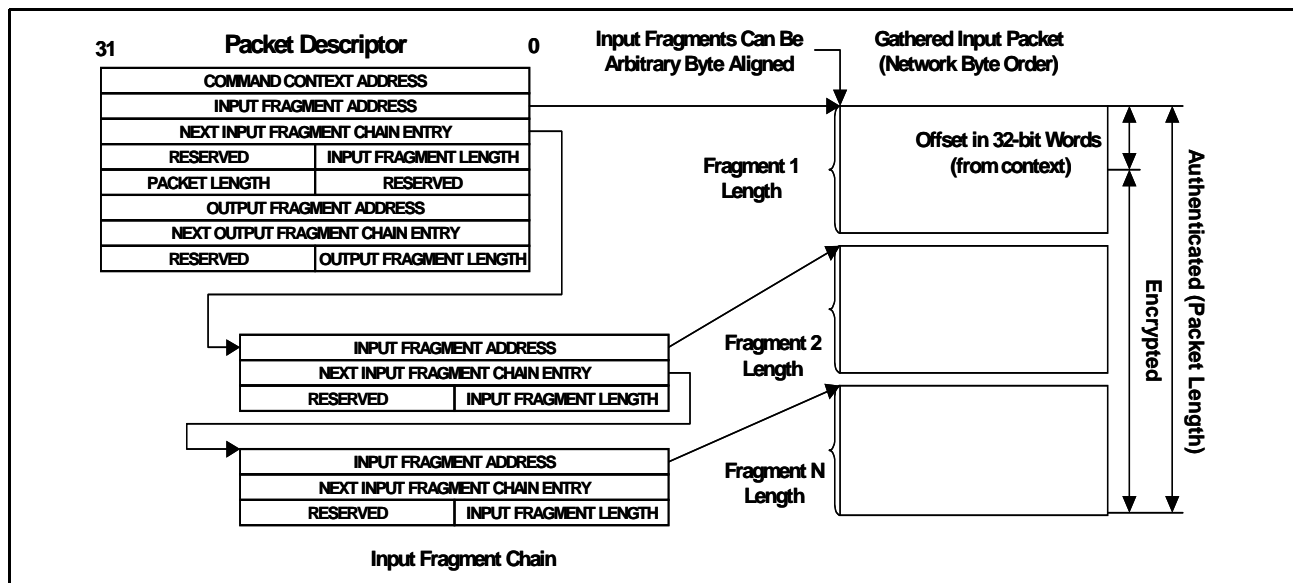 31 Packet Descriptor 0
COMMAND CONTEXT ADDRESS
INPUT FRAGMENT ADDRESS
NEXT INPUT FRAGMENT CHAIN ENTRY
RESERVED INPUT FRAGMENT LENGTH
PACKET LENGTH RESERVED
OUTPUT FRAGMENT ADDRESS
NEXT OUTPUT FRAGMENT CHAIN ENTRY
RESERVED OUTPUT FRAGMENT LENGTH
Input Fragments Can Be
Arbitrary Byte Aligned
Gathered Input Packet
(Network Byte Order)
Offset in 32-bit Words
(from context)
Fragment 1
Length
Fragment 2
Length
Fragment N
Length
Encrypted
Authenticated (Packet Length)
INPUT FRAGMENT ADDRESS
NEXT INPUT FRAGMENT CHAIN ENTRY
RESERVED INPUT FRAGMENT LENGTH
INPUT FRAGMENT ADDRESS
NEXT INPUT FRAGMENT CHAIN ENTRY
RESERVED INPUT FRAGMENT LENGTH
Input Fragment Chain